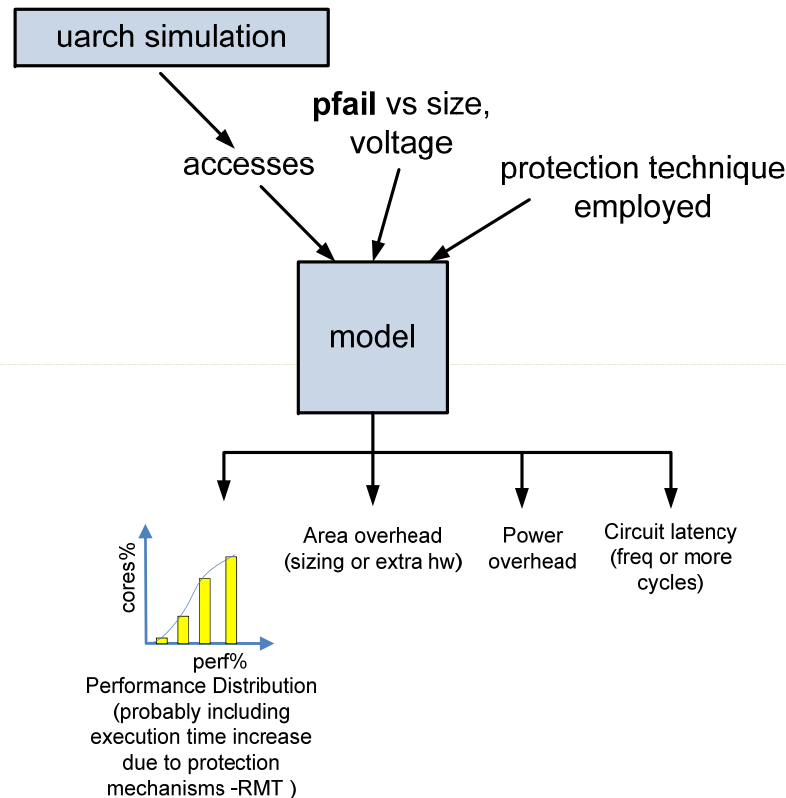 uarch simulation
pfail vs size,
voltage
accesses
protection technique
employed
model
Area overhead
(sizing or extra hw)
Power
overhead
Circuit latency
(freq or more
cycles)
cores%
perf%
Performance Distribution
(probably including
execution time increase
due to protection
mechanisms -RMT )